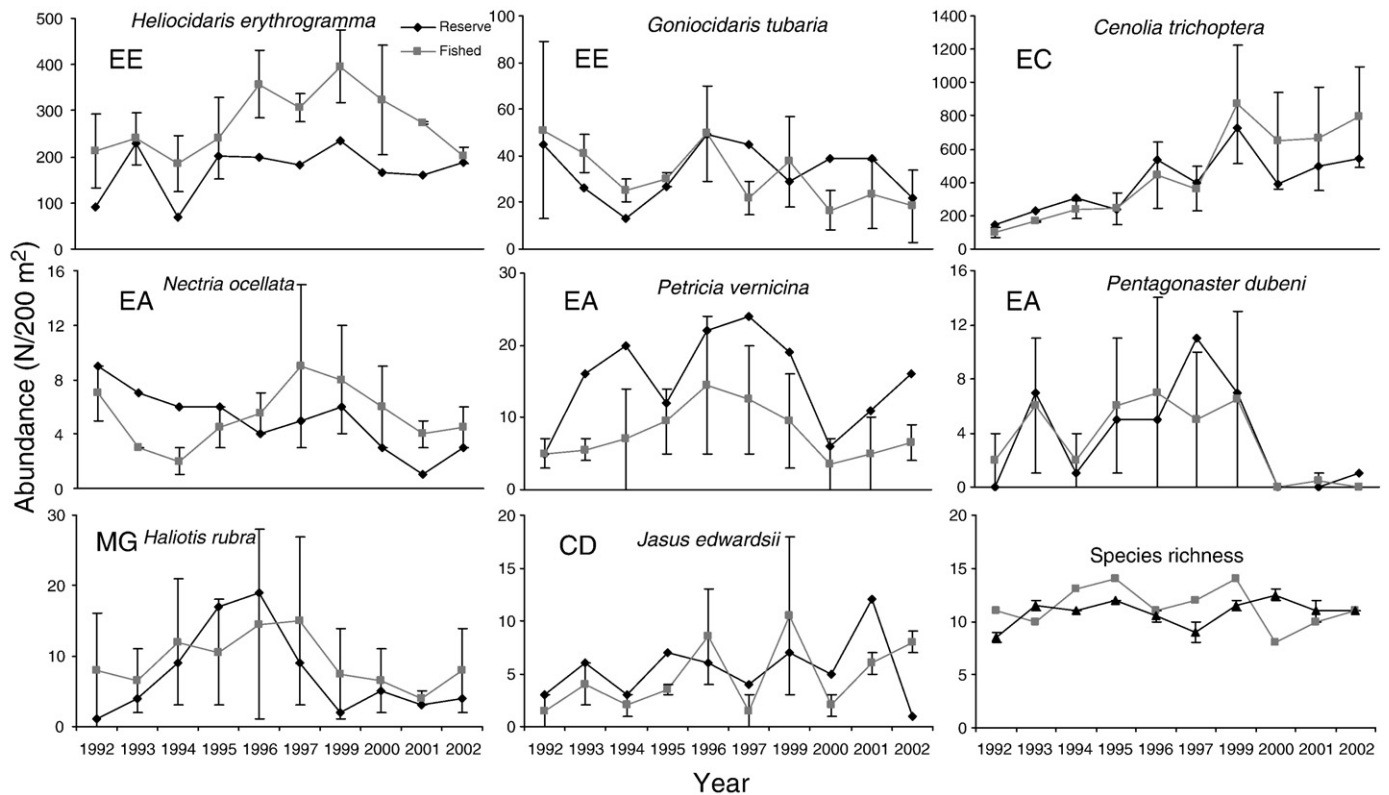 Heliocidaris erythrogramma
EE
500
400
300
200
100
0
Reserve
Fished
Goniocidaris tubaria
EE
100
80
60
40
20
0
Cenolia trichoptera
EC
1400
1200
1000
800
600
400
200
0
Abundance (N/200 m²)
Nectria ocellata
EA
16
12
8
4
0
Petricia vernicina
EA
30
20
10
0
Pentagonaster dubeni
EA
16
12
8
4
0
MG
Haliotis rubra
30
20
10
0
1992 1993 1994 1995 1996 1997 1999 2000 2001 2002
CD
Jasus edwardsii
20
15
10
5
0
1992 1993 1994 1995 1996 1997 1999 2000 2001 2002
Species richness
20
15
10
5
0
1992 1993 1994 1995 1996 1997 1999 2000 2001 2002
Year